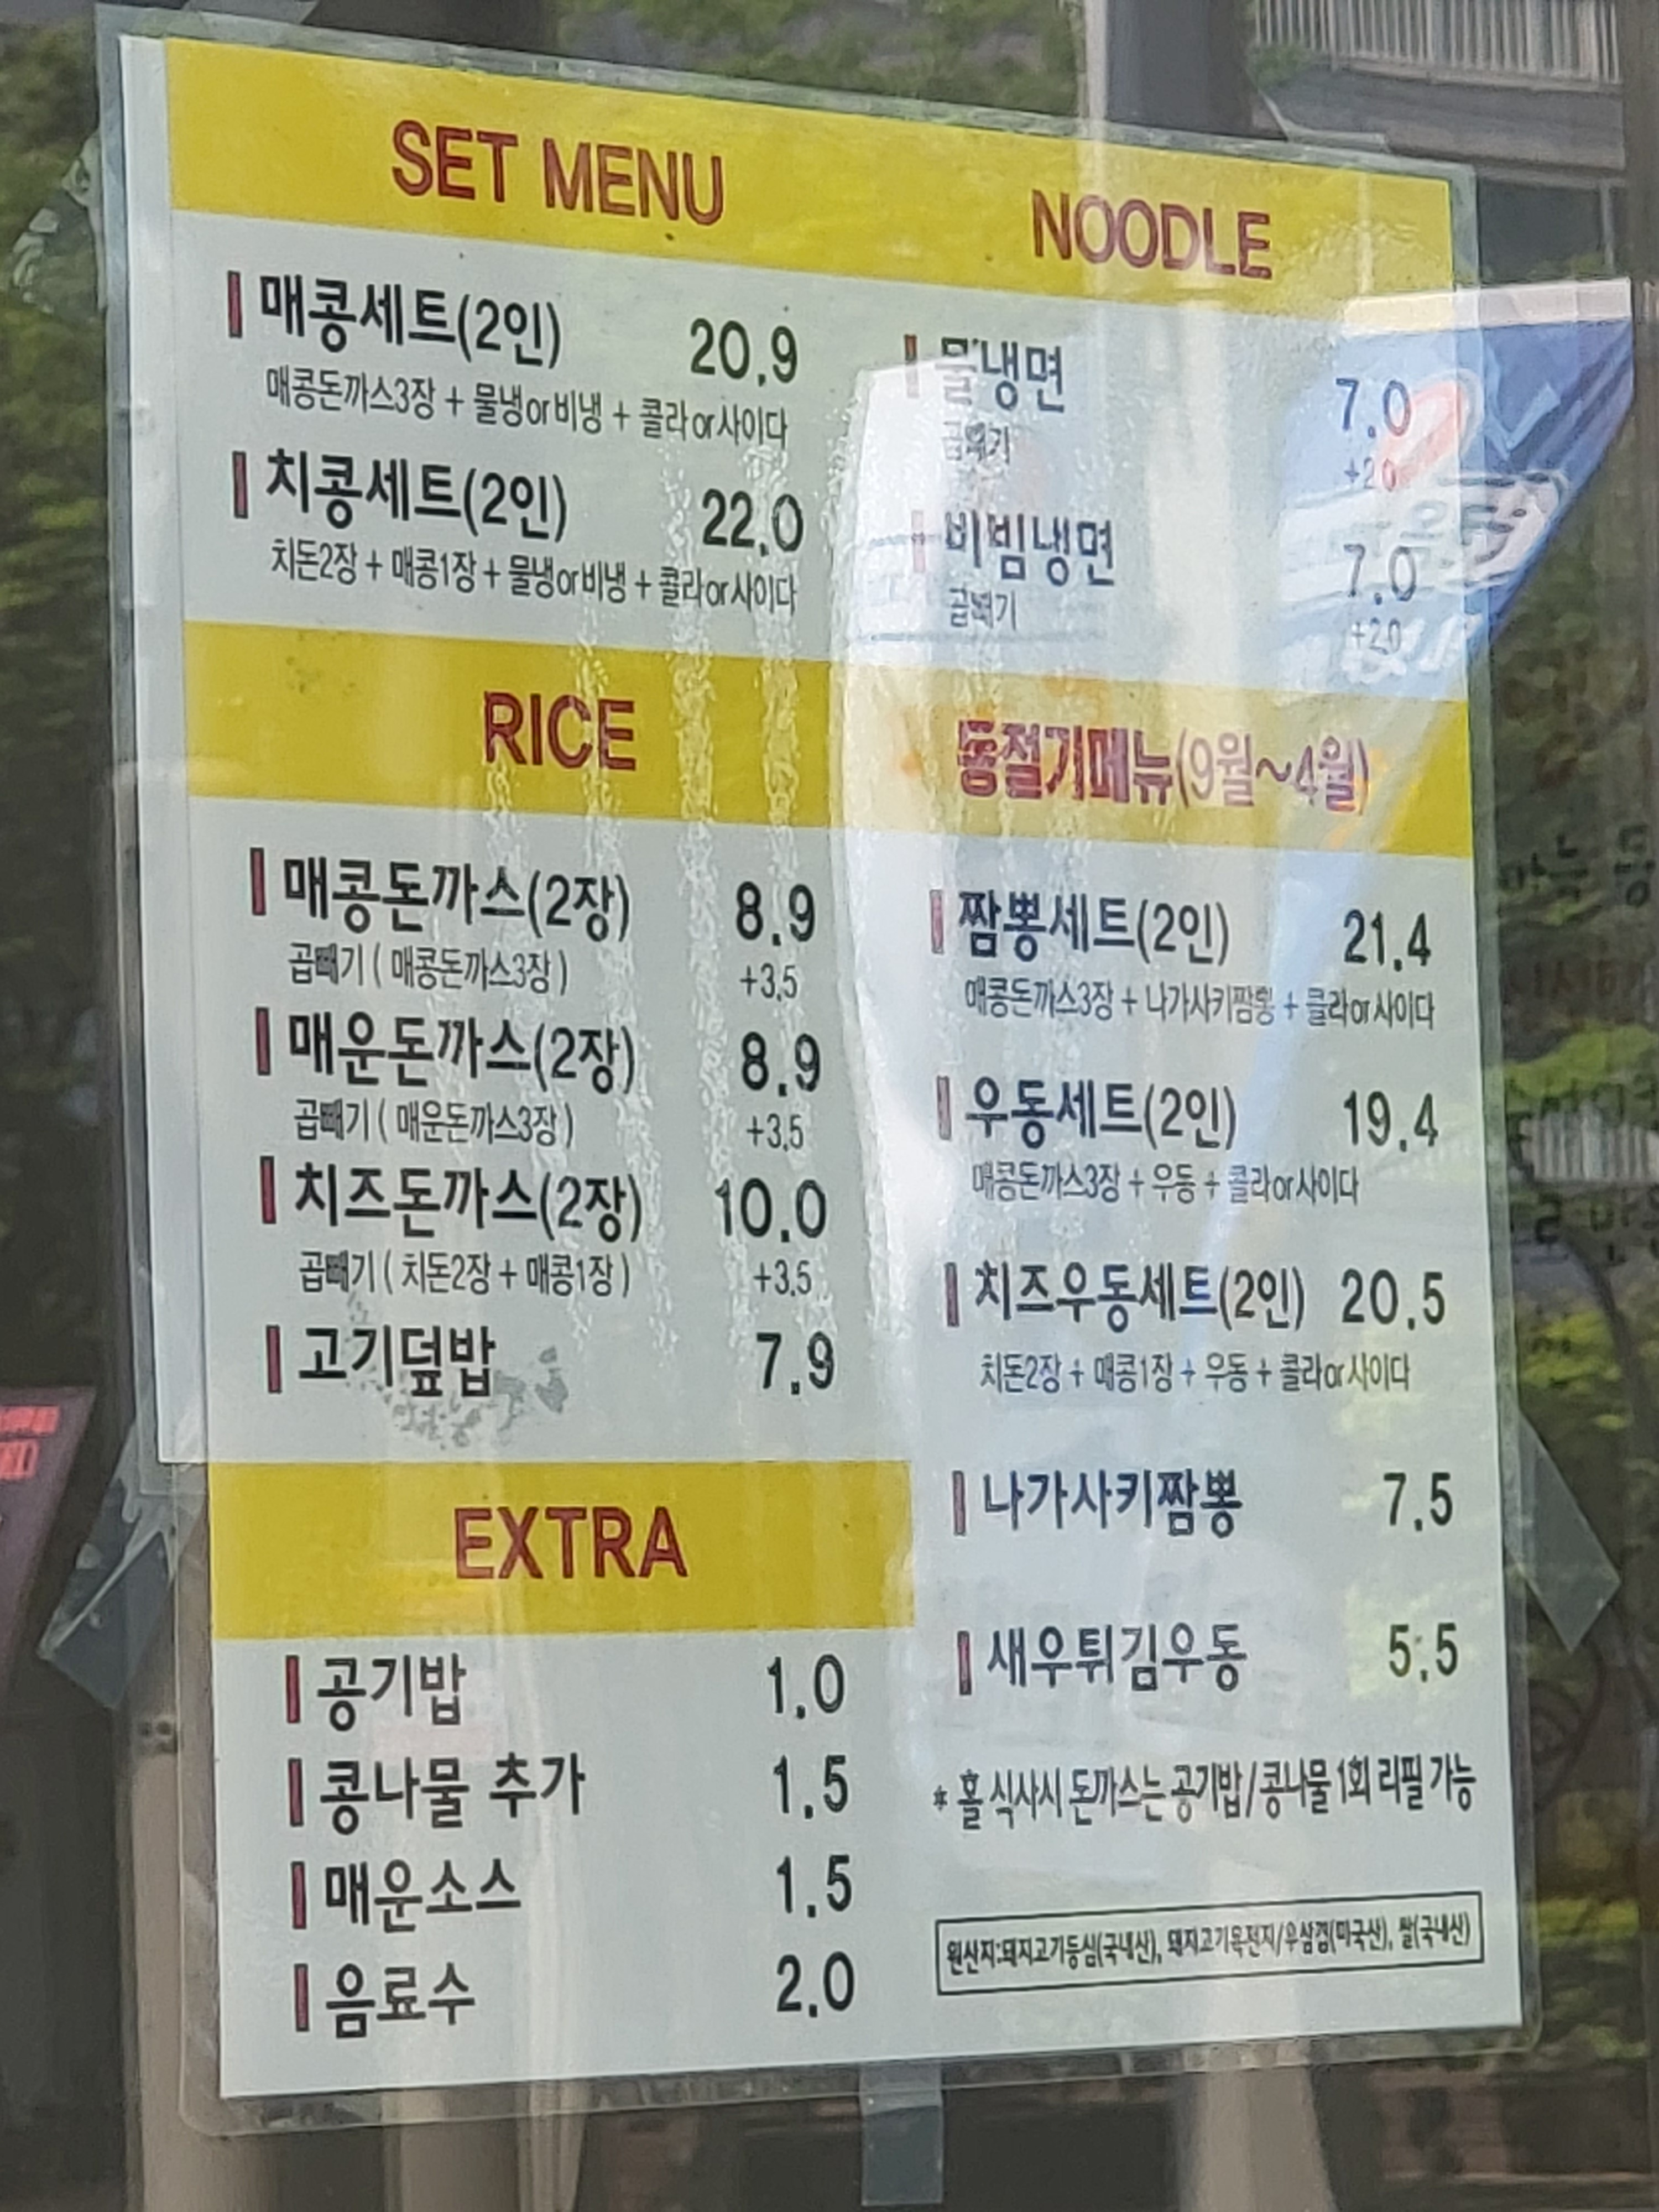 SET MENU
매콩세트(2인) 20.9
매콩돈까스3장 + 물냉or비냉 + 콜라or사이다
치콩세트(2인) 22.0
치돈2장 + 매콩1장 + 물냉or비냉 + 콜라or사이다
RICE
매콩돈까스(2장) 8.9
곱빼기 ( 매콩돈까스3장 ) +3.5
매운돈까스(2장) 8.9
곱빼기 ( 매운돈까스3장 ) +3.5
치즈돈까스(2장) 10.0
곱빼기 ( 치돈2장 + 매콩1장 ) +3.5
고기덮밥 7.9
EXTRA
공기밥 1.0
콩나물 추가 1.5
매운소스 1.5
음료수 2.0
NOODLE
물냉면 7.0
곱빼기 +2.0
비빔냉면 7.0
곱빼기 +2.0
동절기메뉴(9월~4월)
짬뽕세트(2인) 21.4
매콩돈까스3장 + 나가사키짬뽕 + 콜라or사이다
우동세트(2인) 19.4
매콩돈까스3장 + 우동 + 콜라or사이다
치즈우동세트(2인) 20.5
치돈2장 + 매콩1장 + 우동 + 콜라or사이다
나가사키짬뽕 7.5
새우튀김우동 5.5
* 홀 식사시 돈까스는 공기밥/콩나물 1회 리필 가능
원산지:돼지고기등심(국내산), 돼지고기목전지/우삼겹(미국산), 쌀(국내산)